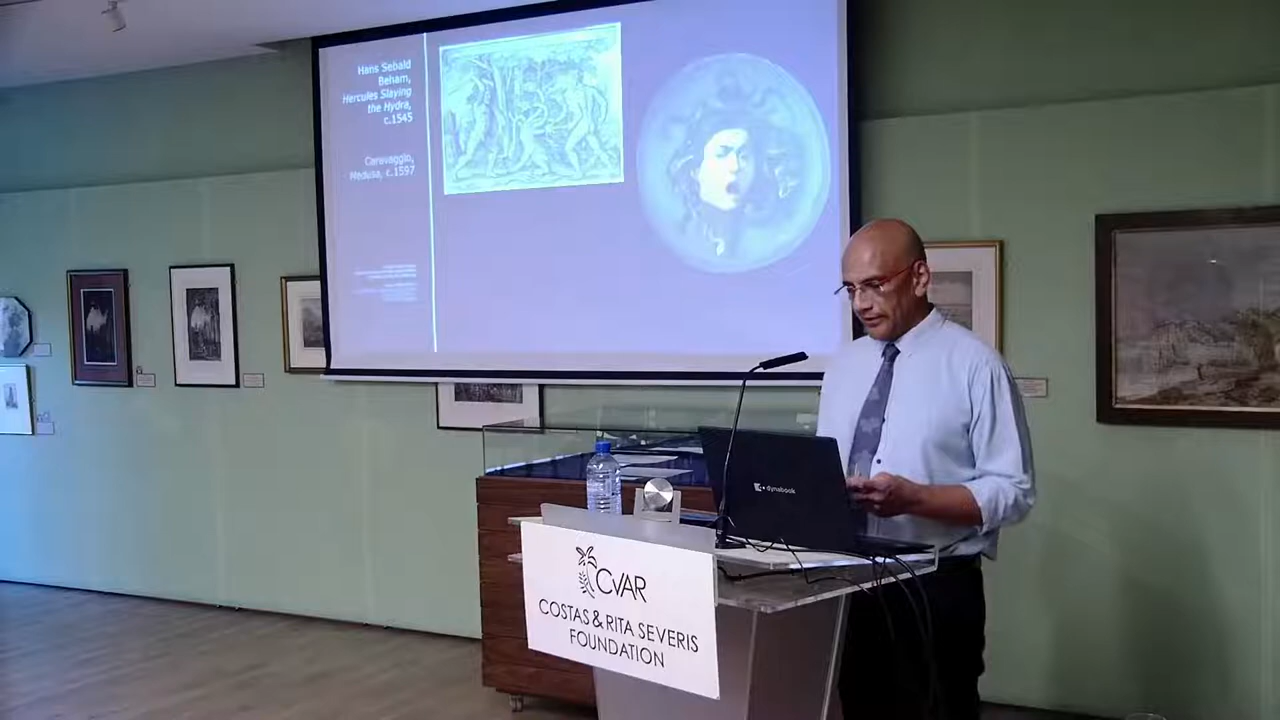 Hans Sebald
Beham,
Hercules Slaying
the Hydra,
c.1545
Caravaggio,
Medusa, c.1597
dynabook
CVAR
COSTAS & RITA SEVERIS
FOUNDATION